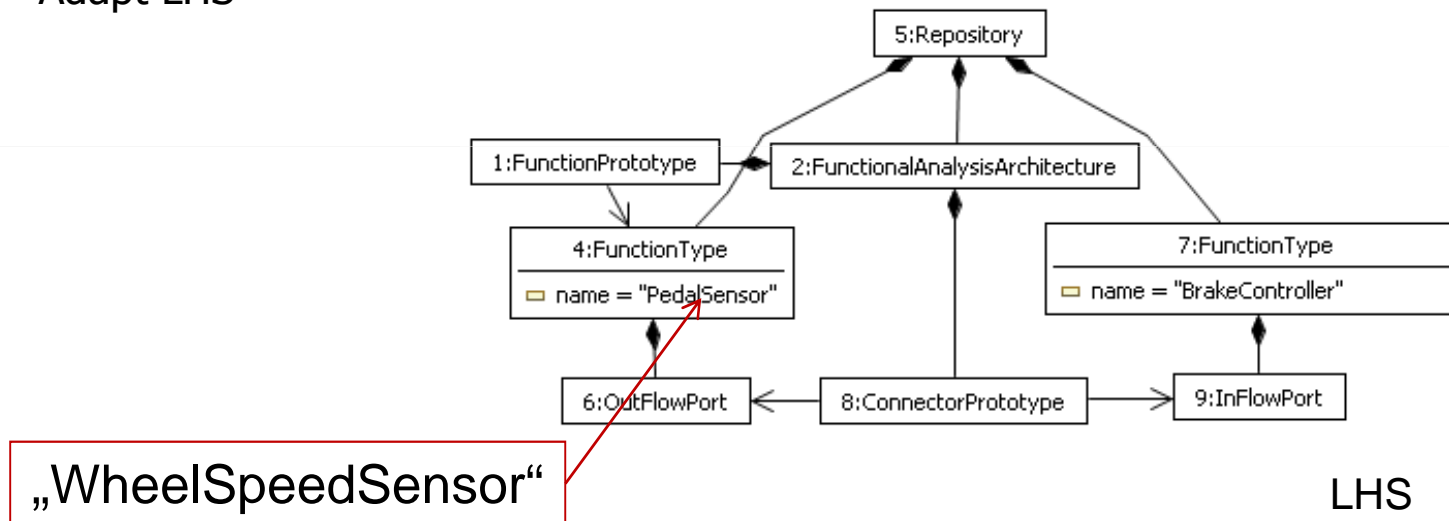 Adapt LHS
5:Repository
1:FunctionPrototype
2:FunctionalAnalysisArchitecture
4:FunctionType
name = "PedalSensor"
7:FunctionType
name = "BrakeController"
6:OutFlowPort
8:ConnectorPrototype
9:InFlowPort
„WheelSpeedSensor“
LHS